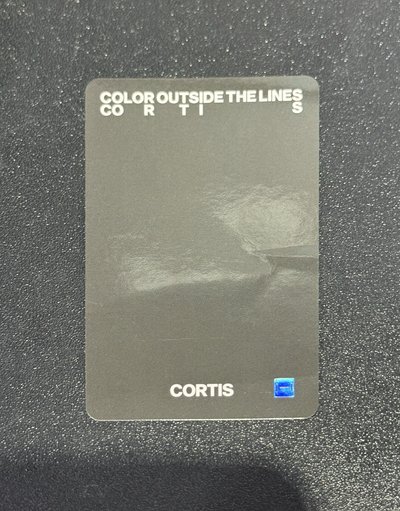 COLOR OUTSIDE THE LINES
CO R T I S
CORTIS